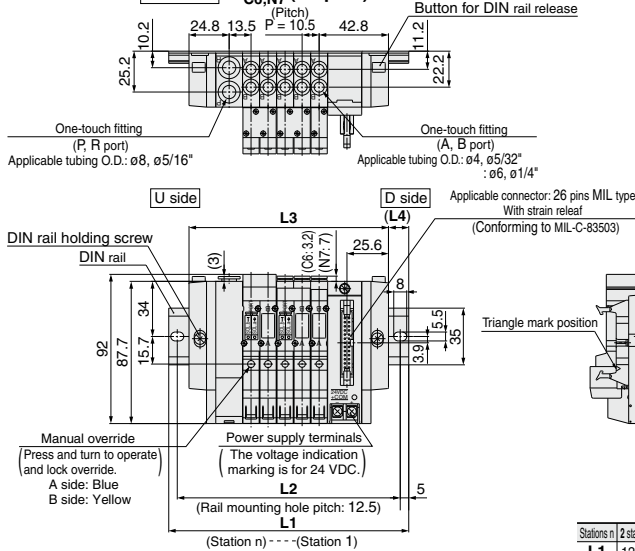 (Pitch)
24.8 13.5 P = 10.5 42.8
Button for DIN rail release
10.2
25.2
11.2
22.2
One-touch fitting
(P, R port)
Applicable tubing O.D.: ø8, ø5/16"
One-touch fitting
(A, B port)
Applicable tubing O.D.: ø4, ø5/32"
: ø6, ø1/4"
U side
D side
Applicable connector: 26 pins MIL type
With strain releaf
(Conforming to MIL-C-83503)
L3
(L4)
25.6
DIN rail holding screw
DIN rail
(3)
(C6: 3.2)
(N7: 7)
8
5.5
35
3.9
34
15.7
87.7
92
Triangle mark position
24VDC
+COM
Manual override
(Press and turn to operate
and lock override.)
A side: Blue
B side: Yellow
Power supply terminals
(The voltage indication
marking is for 24 VDC.)
L2
(Rail mounting hole pitch: 12.5)
5
L1
(Station n) - - - - (Station 1)
Stations n
L1